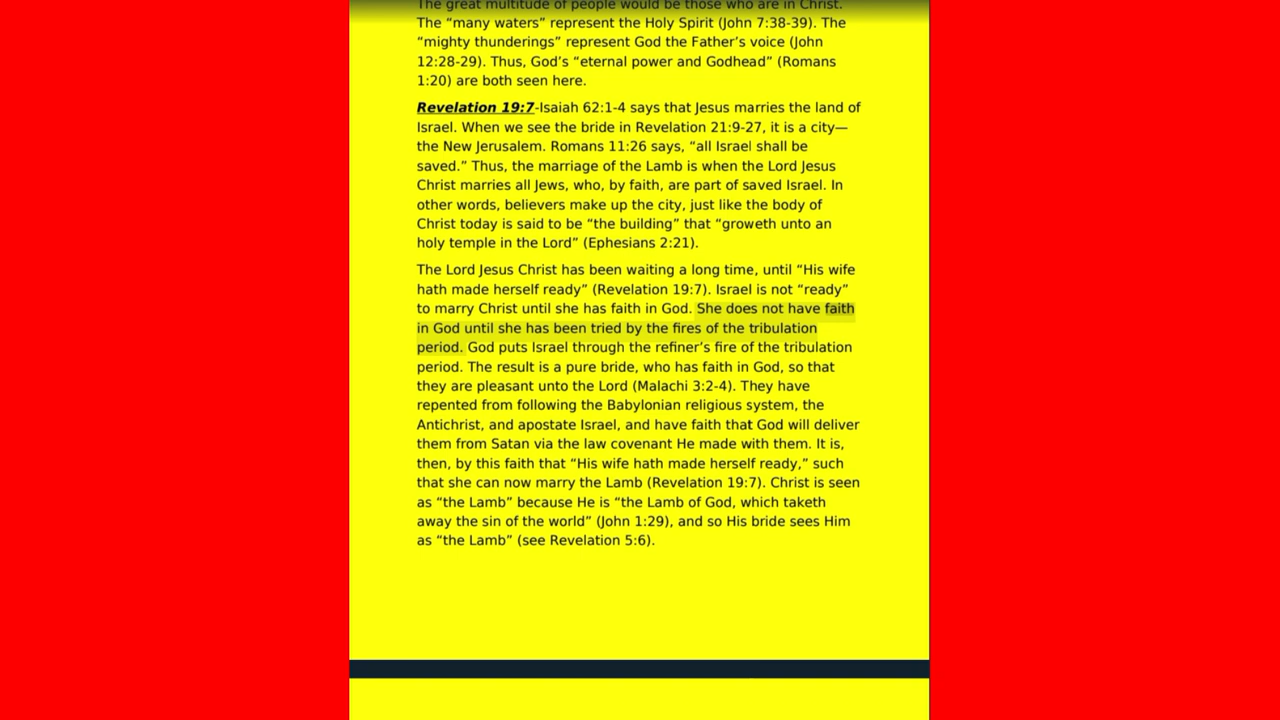 The great multitude of people would be those who are in Christ.
The “many waters” represent the Holy Spirit (John 7:38-39). The
“mighty thunderings” represent God the Father’s voice (John
12:28-29). Thus, God’s “eternal power and Godhead” (Romans
1:20) are both seen here.
Revelation 19:7-Isaiah 62:1-4 says that Jesus marries the land of
Israel. When we see the bride in Revelation 21:9-27, it is a city—
the New Jerusalem. Romans 11:26 says, “all Israel shall be
saved.” Thus, the marriage of the Lamb is when the Lord Jesus
Christ marries all Jews, who, by faith, are part of saved Israel. In
other words, believers make up the city, just like the body of
Christ today is said to be “the building” that “groweth unto an
holy temple in the Lord” (Ephesians 2:21).
The Lord Jesus Christ has been waiting a long time, until “His wife
hath made herself ready” (Revelation 19:7). Israel is not “ready”
to marry Christ until she has faith in God. She does not have faith
in God until she has been tried by the fires of the tribulation
period. God puts Israel through the refiner’s fire of the tribulation
period. The result is a pure bride, who has faith in God, so that
they are pleasant unto the Lord (Malachi 3:2-4). They have
repented from following the Babylonian religious system, the
Antichrist, and apostate Israel, and have faith that God will deliver
them from Satan via the law covenant He made with them. It is,
then, by this faith that “His wife hath made herself ready,” such
that she can now marry the Lamb (Revelation 19:7). Christ is seen
as “the Lamb” because He is “the Lamb of God, which taketh
away the sin of the world” (John 1:29), and so His bride sees Him
as “the Lamb” (see Revelation 5:6).